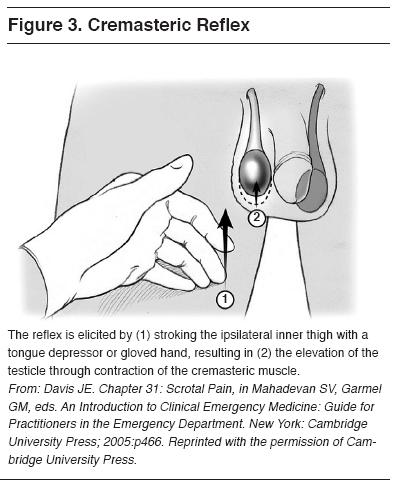 Figure 3. Cremasteric Reflex
2
1
The reflex is elicited by (1) stroking the ipsilateral inner thigh with a
tongue depressor or gloved hand, resulting in (2) the elevation of the
testicle through contraction of the cremasteric muscle.
From: Davis JE. Chapter 31: Scrotal Pain, in Mahadevan SV, Garmel
GM, eds. An Introduction to Clinical Emergency Medicine: Guide for
Practitioners in the Emergency Department. New York: Cambridge
University Press; 2005:p466. Reprinted with the permission of Cam-
bridge University Press.